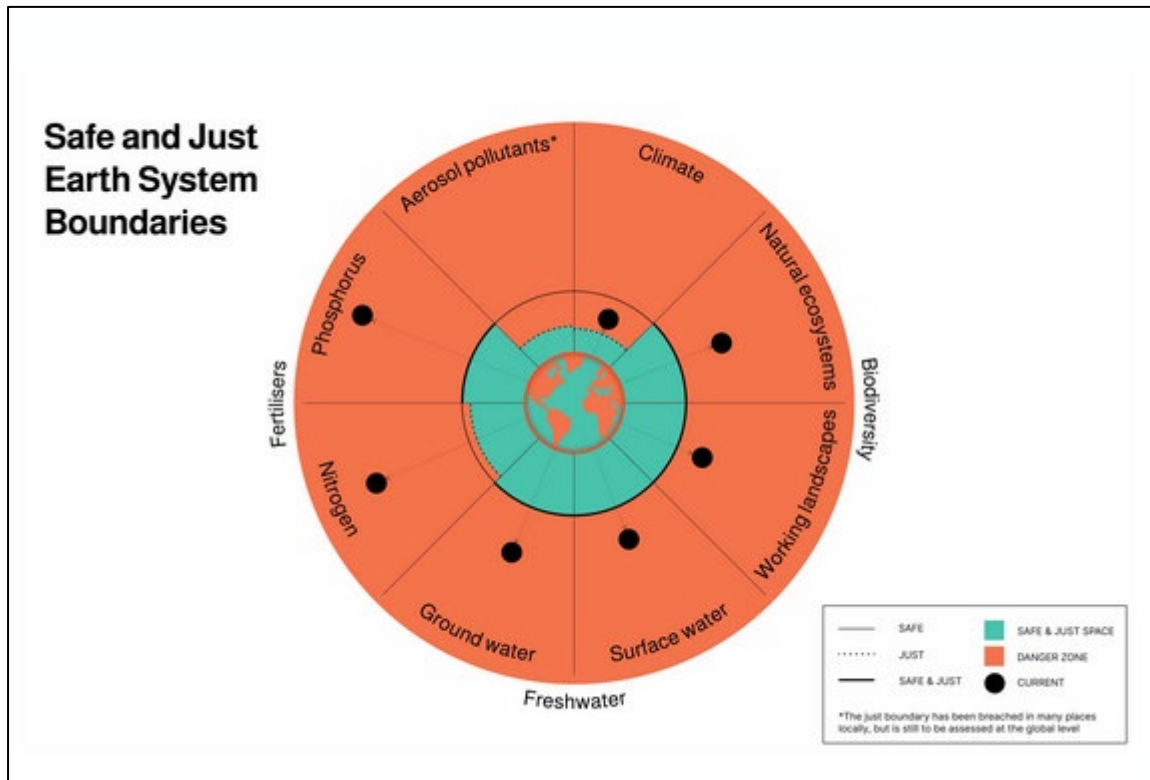 Safe and Just
Earth System
Boundaries
Aerosol pollutants*
Climate
Natural ecosystems
Biodiversity
Working landscapes
Surface water
Freshwater
Ground water
Nitrogen
Fertilisers
Phosphorus
SAFE
JUST
SAFE & JUST
SAFE & JUST SPACE
DANGER ZONE
CURRENT
*The just boundary has been breached in many places
locally, but is still to be assessed at the global level